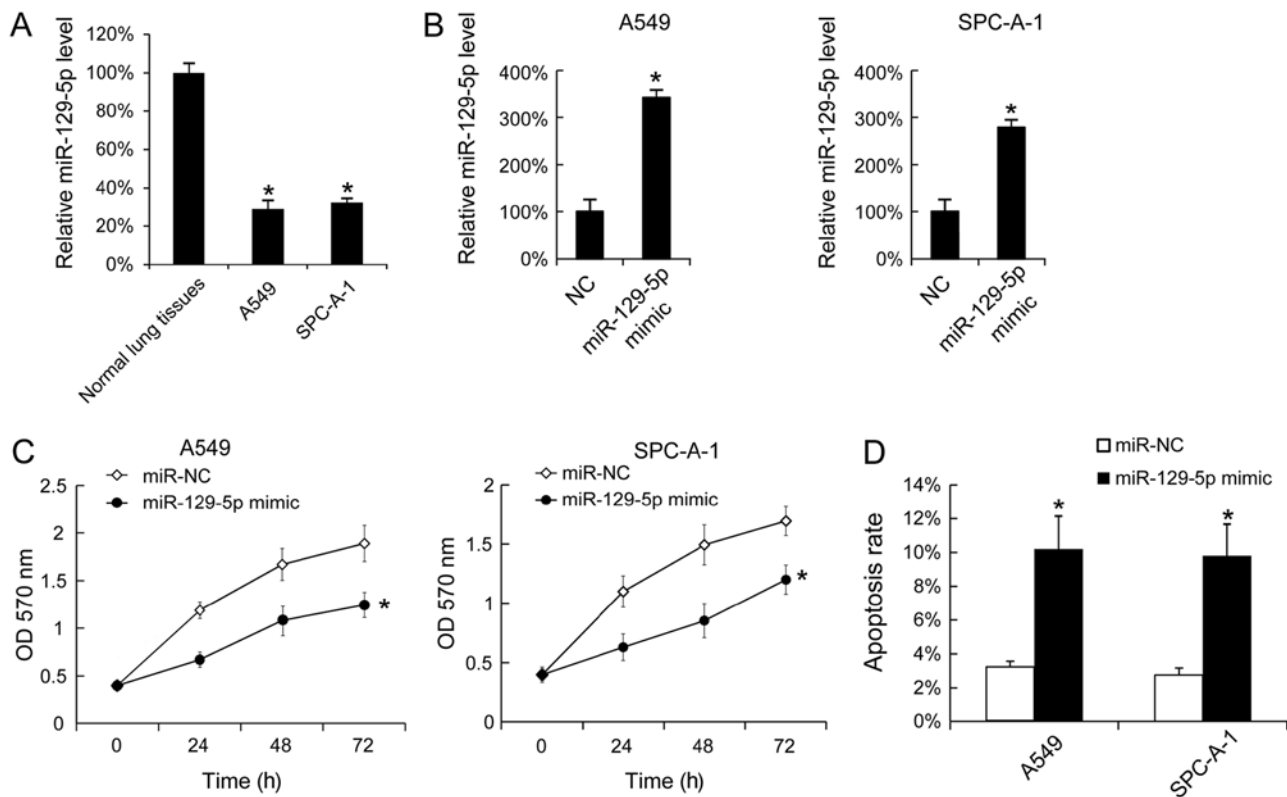 A
Relative miR-129-5p level
120%
100%
80%
60%
40%
20%
0%
*
*
Normal lung tissues
A549
SPC-A-1
B
A549
Relative miR-129-5p level
400%
300%
200%
100%
0%
*
NC
miR-129-5p
mimic
SPC-A-1
Relative miR-129-5p level
400%
300%
200%
100%
0%
*
NC
miR-129-5p
mimic
C
A549
miR-NC
miR-129-5p mimic
OD 570 nm
2.5
2
1.5
1
0.5
0
*
0 24 48 72
Time (h)
SPC-A-1
miR-NC
miR-129-5p mimic
OD 570 nm
2
1.5
1
0.5
0
*
0 24 48 72
Time (h)
D
miR-NC
miR-129-5p mimic
Apoptosis rate
14%
12%
10%
8%
6%
4%
2%
0%
*
*
A549
SPC-A-1